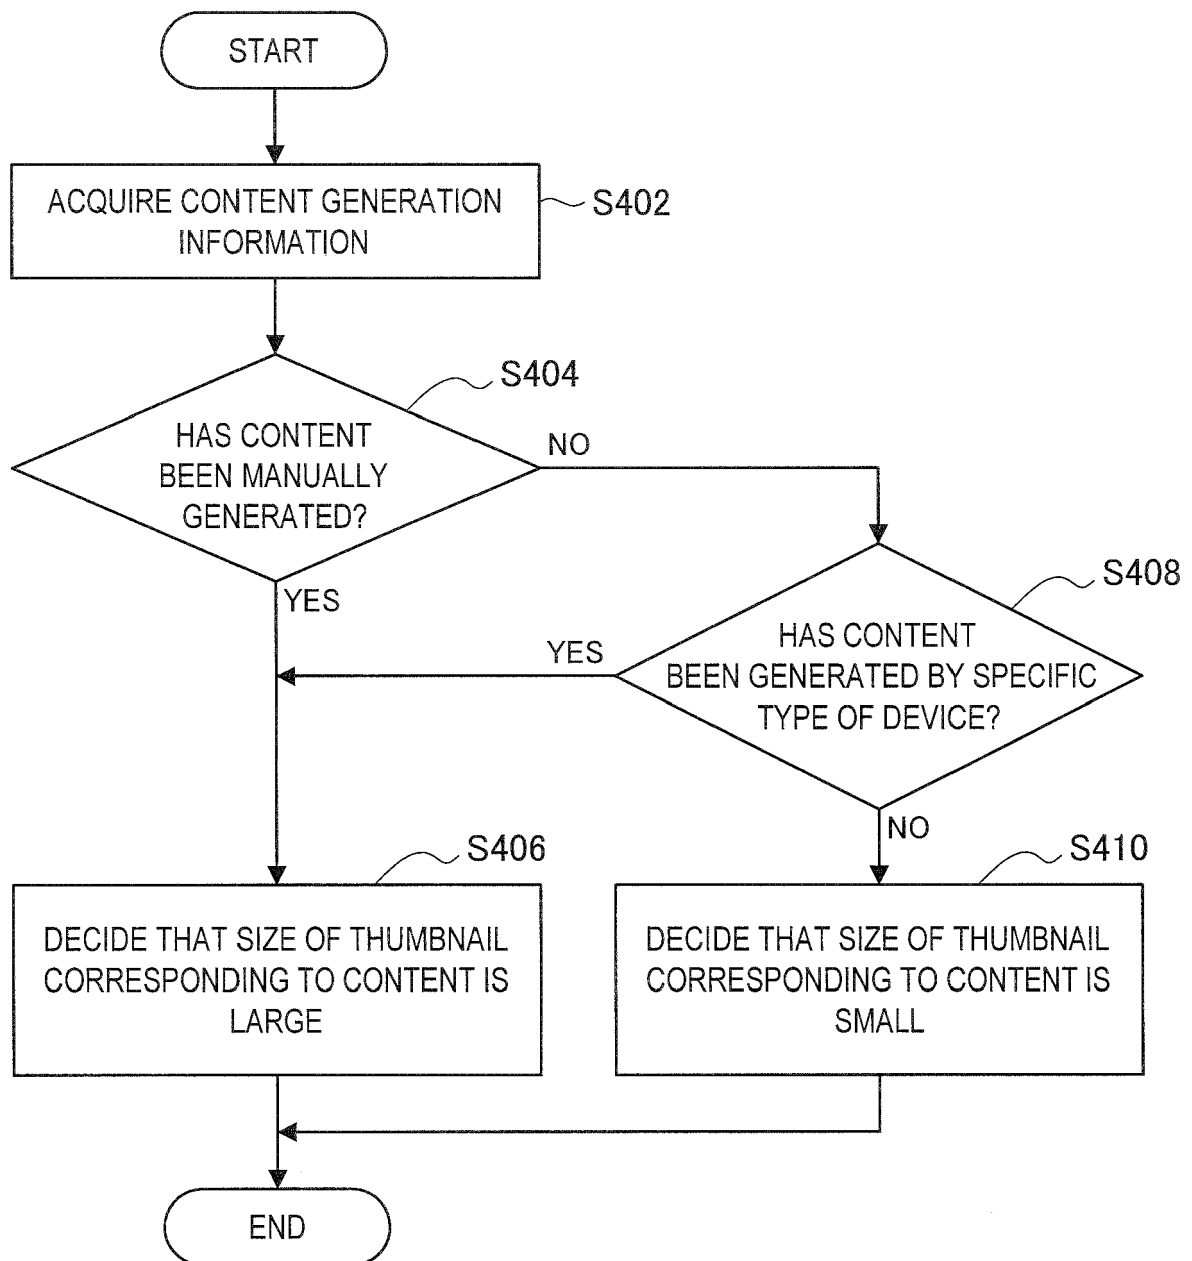 START
ACQUIRE CONTENT GENERATION
INFORMATION
S402
S404
HAS CONTENT
BEEN MANUALLY
GENERATED?
NO
YES
S408
HAS CONTENT
BEEN GENERATED BY SPECIFIC
TYPE OF DEVICE?
YES
NO
S406
DECIDE THAT SIZE OF THUMBNAIL
CORRESPONDING TO CONTENT IS
LARGE
S410
DECIDE THAT SIZE OF THUMBNAIL
CORRESPONDING TO CONTENT IS
SMALL
END